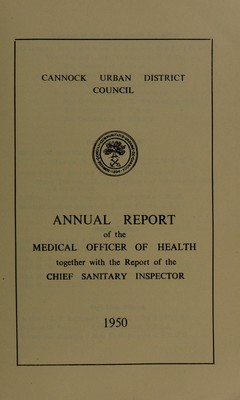 CANNOCK URBAN DISTRICT
COUNCIL
ANNUAL REPORT
of the
MEDICAL OFFICER OF HEALTH
together with the Report of the
CHIEF SANITARY INSPECTOR
1950